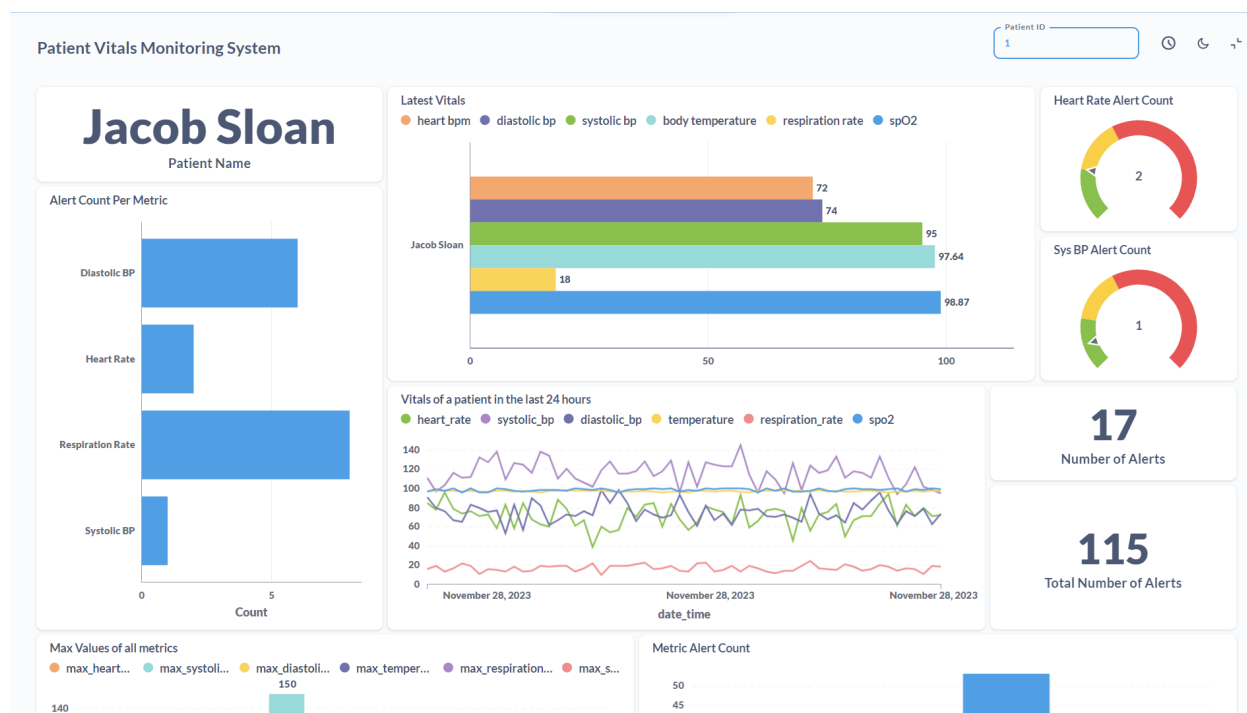 Patient Vitals Monitoring System
Patient ID
1
Jacob Sloan
Patient Name
Alert Count Per Metric
Diastolic BP
Heart Rate
Respiration Rate
Systolic BP
0
5
Count
Latest Vitals
heart bpm
diastolic bp
systolic bp
body temperature
respiration rate
spO2
Jacob Sloan
72
74
95
97.64
18
98.87
0
50
100
Heart Rate Alert Count
2
Sys BP Alert Count
1
Vitals of a patient in the last 24 hours
heart_rate
systolic_bp
diastolic_bp
temperature
respiration_rate
spo2
140
120
100
80
60
40
20
0
November 28, 2023
November 28, 2023
November 28, 2023
date_time
17
Number of Alerts
115
Total Number of Alerts
Max Values of all metrics
max_heart...
max_systoli...
max_diastoli...
max_temper...
max_respiration...
max_s...
150
140
Metric Alert Count
50
45